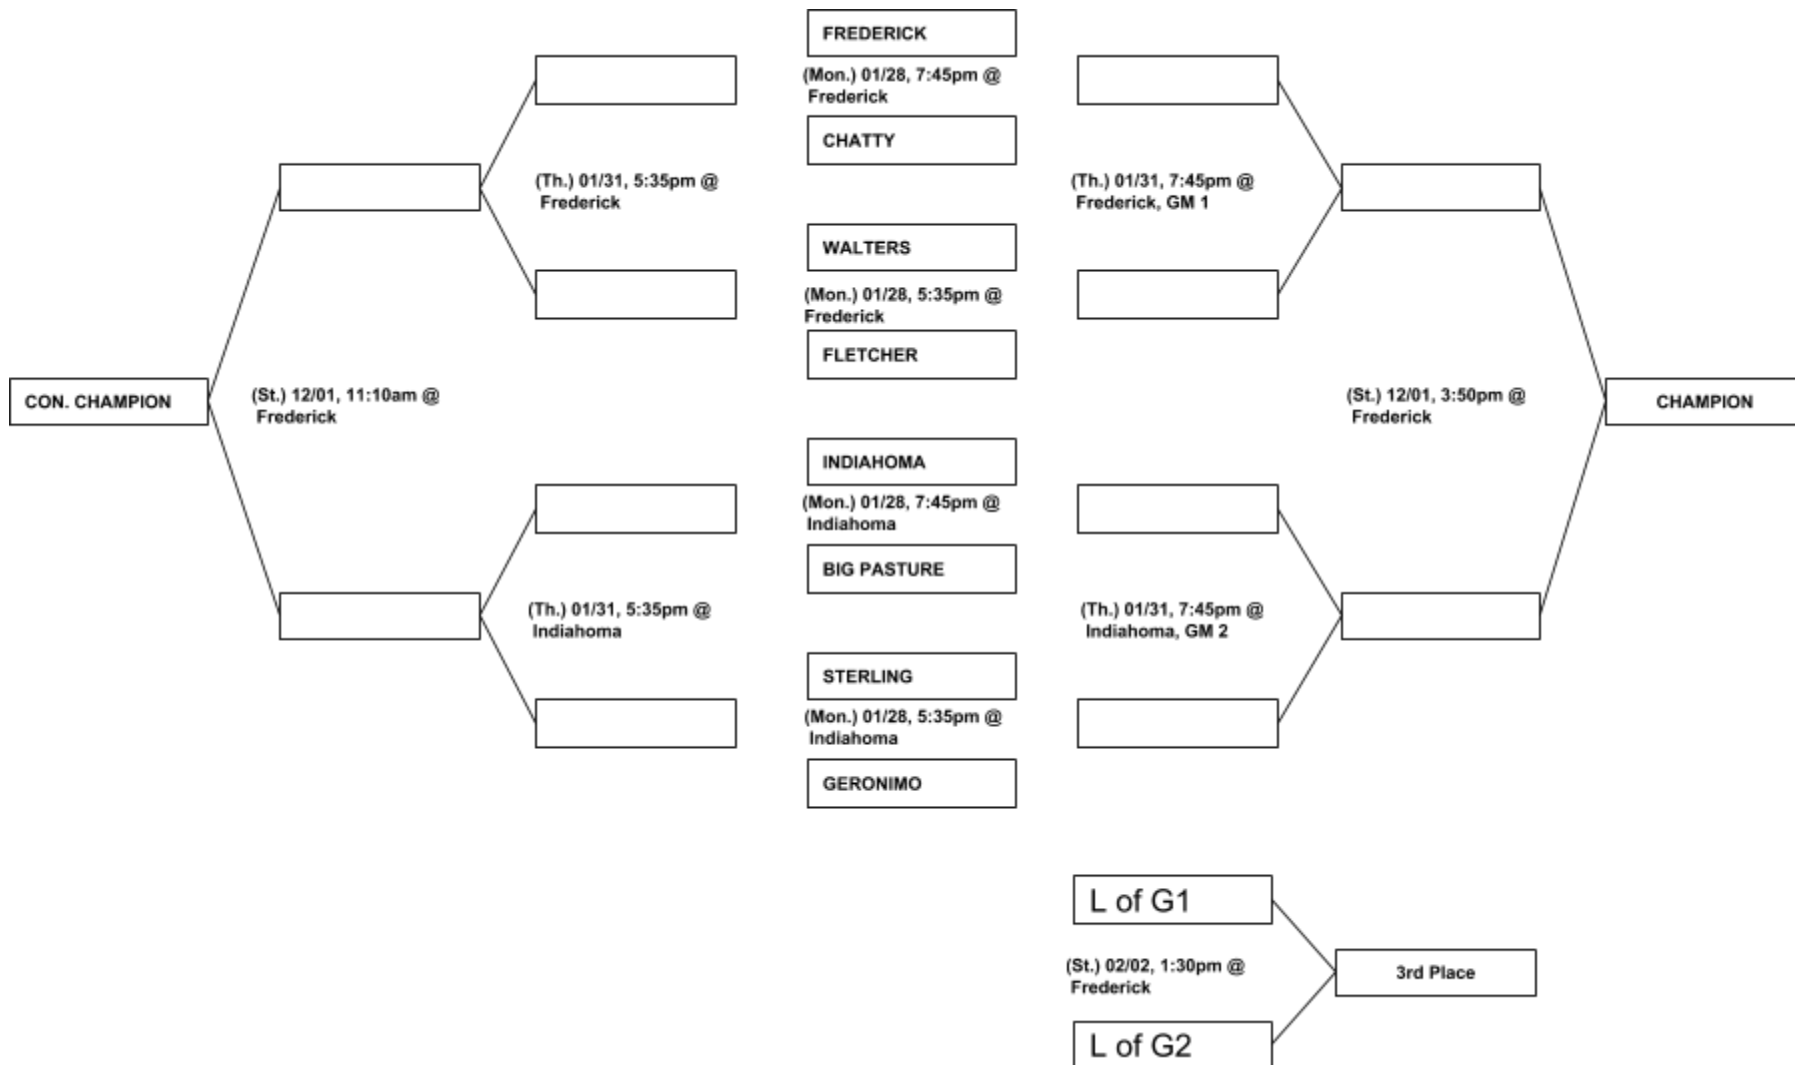 FREDERICK
(Mon.) 01/28, 7:45pm @
Frederick
CHATTY
(Th.) 01/31, 5:35pm @
Frederick
(Th.) 01/31, 7:45pm @
Frederick, GM 1
WALTERS
(Mon.) 01/28, 5:35pm @
Frederick
FLETCHER
CON. CHAMPION
(St.) 12/01, 11:10am @
Frederick
(St.) 12/01, 3:50pm @
Frederick
CHAMPION
INDIAHOMA
(Mon.) 01/28, 7:45pm @
Indiahoma
BIG PASTURE
(Th.) 01/31, 5:35pm @
Indiahoma
(Th.) 01/31, 7:45pm @
Indiahoma, GM 2
STERLING
(Mon.) 01/28, 5:35pm @
Indiahoma
GERONIMO
L of G1
(St.) 02/02, 1:30pm @
Frederick
3rd Place
L of G2